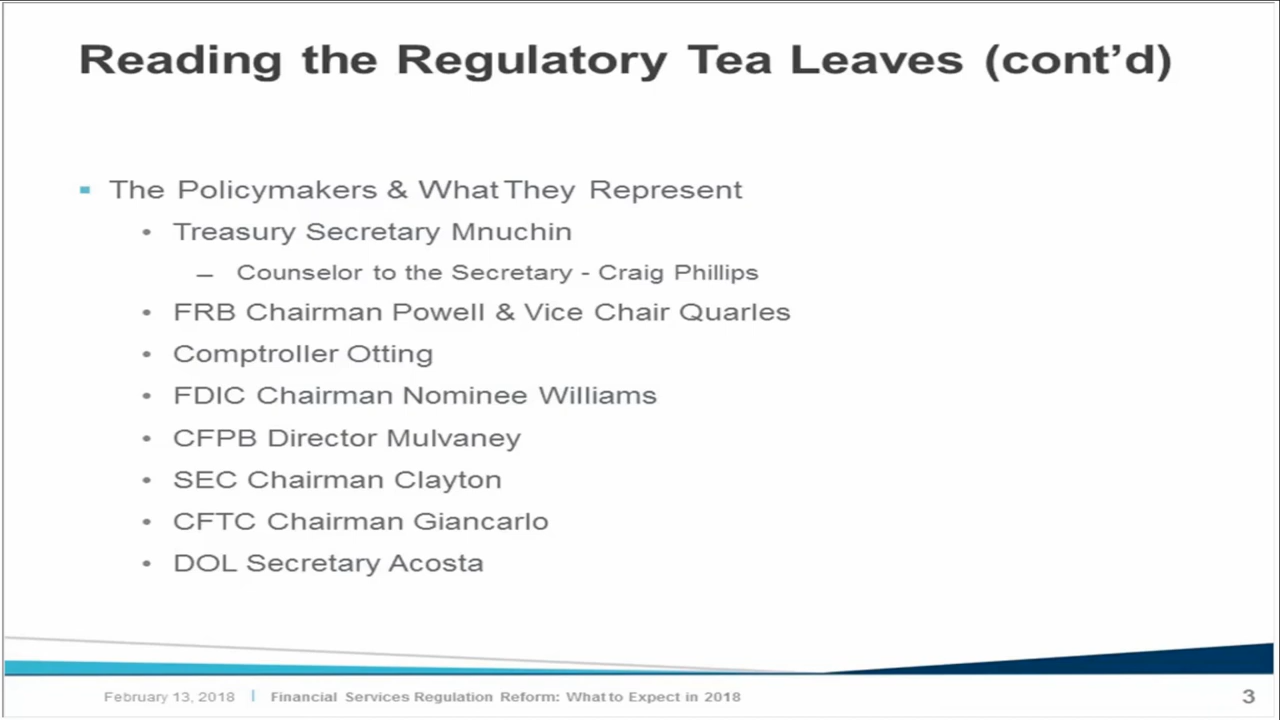 Reading the Regulatory Tea Leaves (cont’d)
▪ The Policymakers & What They Represent
• Treasury Secretary Mnuchin
– Counselor to the Secretary - Craig Phillips
• FRB Chairman Powell & Vice Chair Quarles
• Comptroller Otting
• FDIC Chairman Nominee Williams
• CFPB Director Mulvaney
• SEC Chairman Clayton
• CFTC Chairman Giancarlo
• DOL Secretary Acosta
February 13, 2018 | Financial Services Regulation Reform: What to Expect in 2018 3